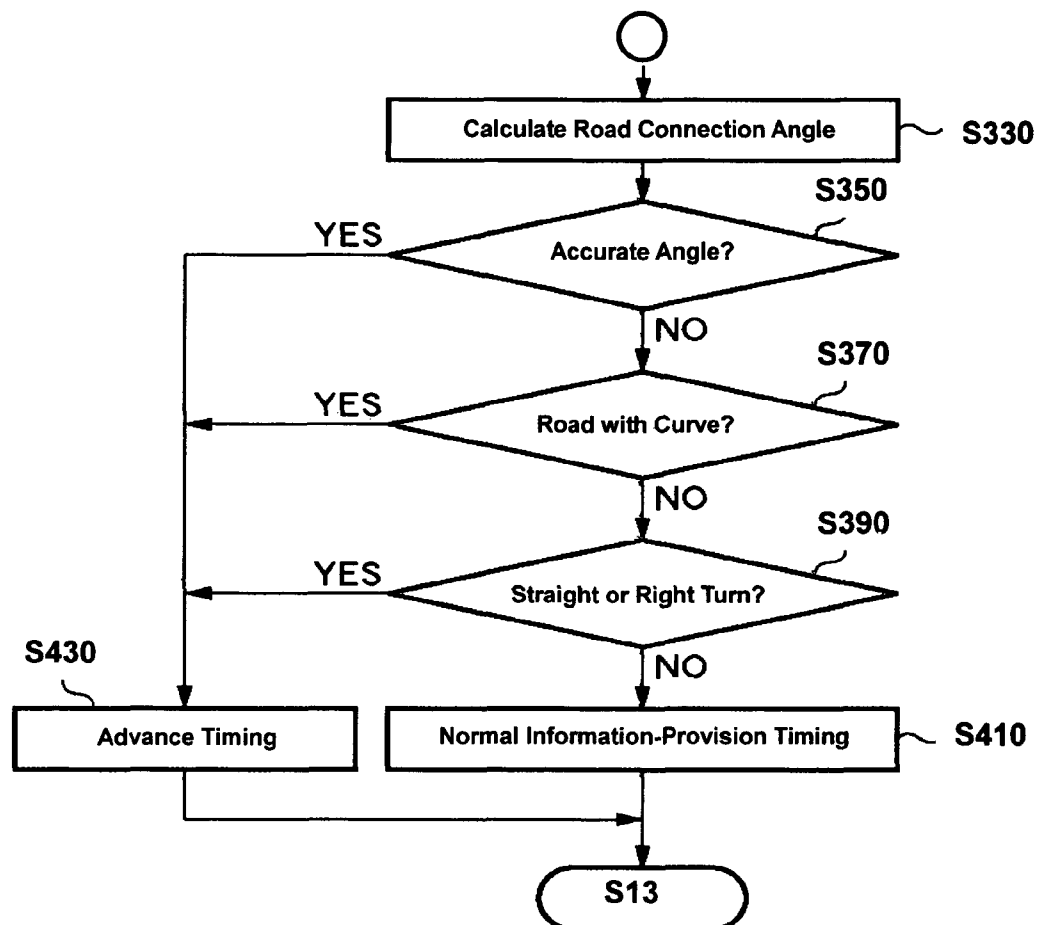 Calculate Road Connection Angle
S330
S350
YES
Accurate Angle?
NO
S370
YES
Road with Curve?
NO
S390
YES
Straight or Right Turn?
NO
S430
Advance Timing
Normal Information-Provision Timing
S410
S13